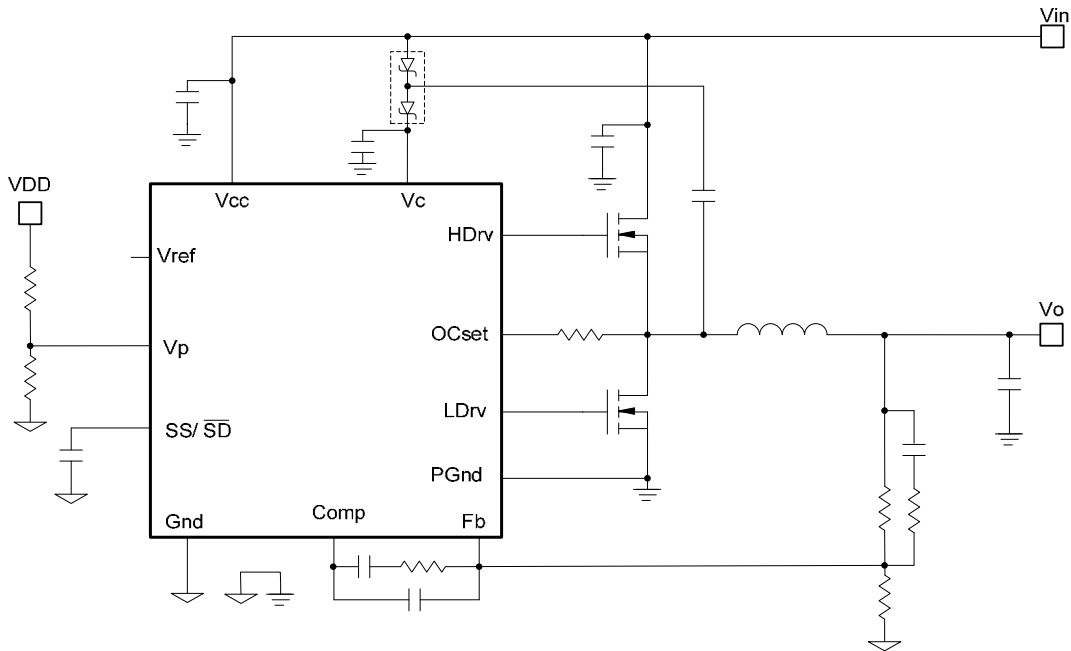 Vin
VDD
Vcc
Vc
Vref
HDrv
Vp
OCset
Vo
SS/ SD
LDrv
PGnd
Gnd
Comp
Fb